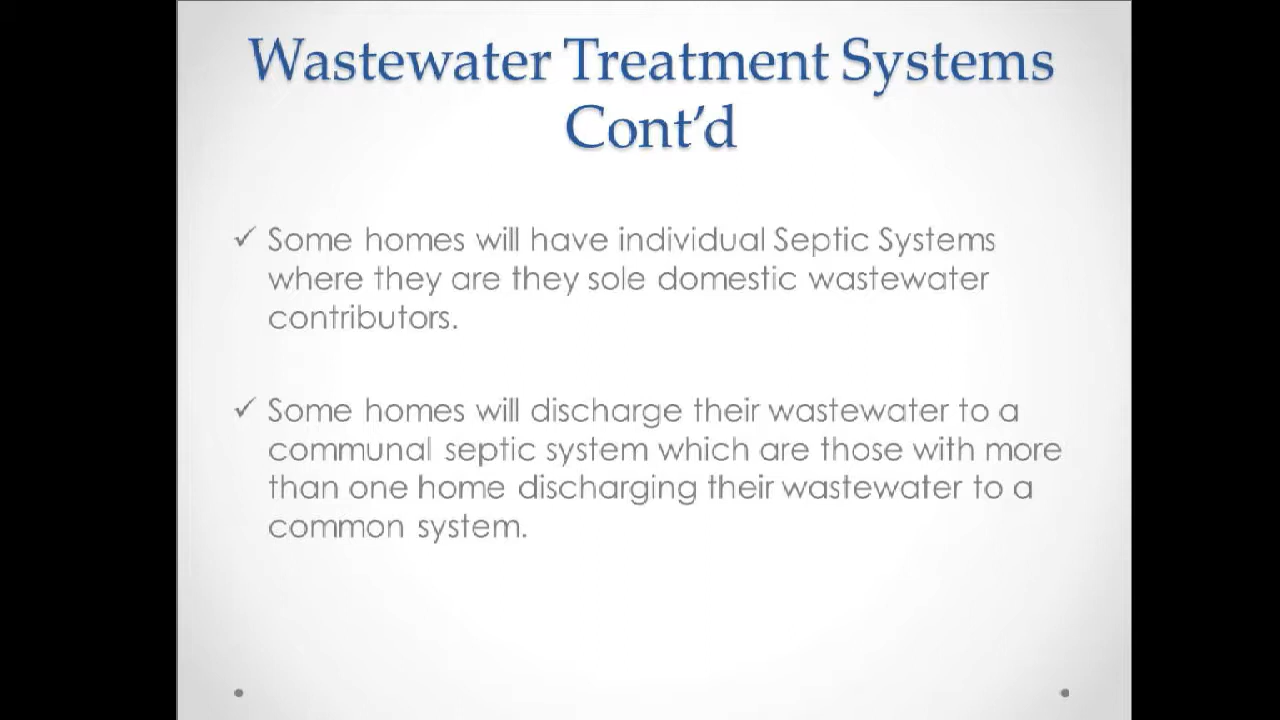 Wastewater Treatment Systems
Cont'd
✓ Some homes will have individual Septic Systems
where they are they sole domestic wastewater
contributors.
✓ Some homes will discharge their wastewater to a
communal septic system which are those with more
than one home discharging their wastewater to a
common system.